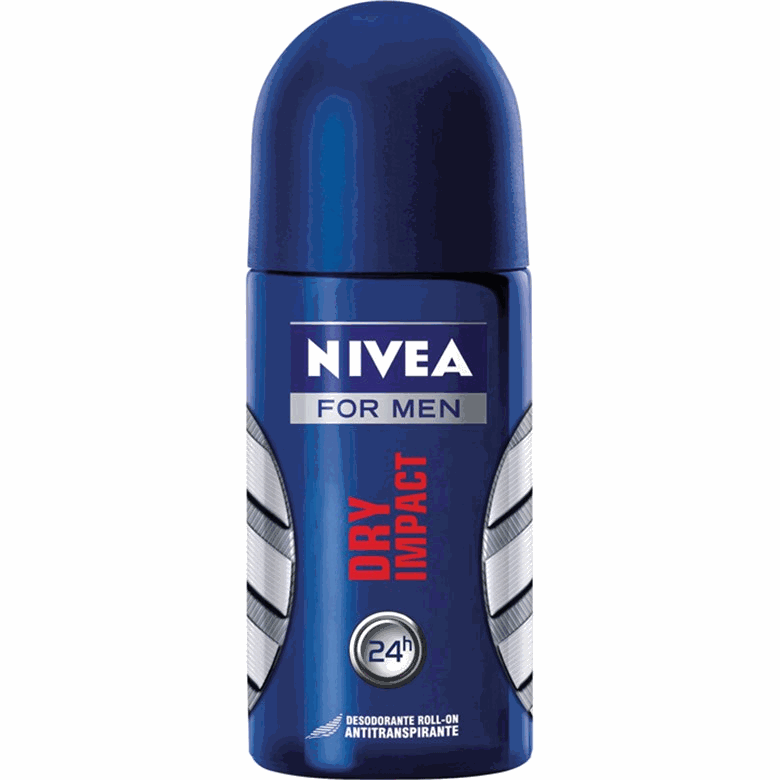 NIVEA
FOR MEN
DRY
IMPACT
24h
DESODORANTE ROLL-ON
ANTITRANSPIRANTE